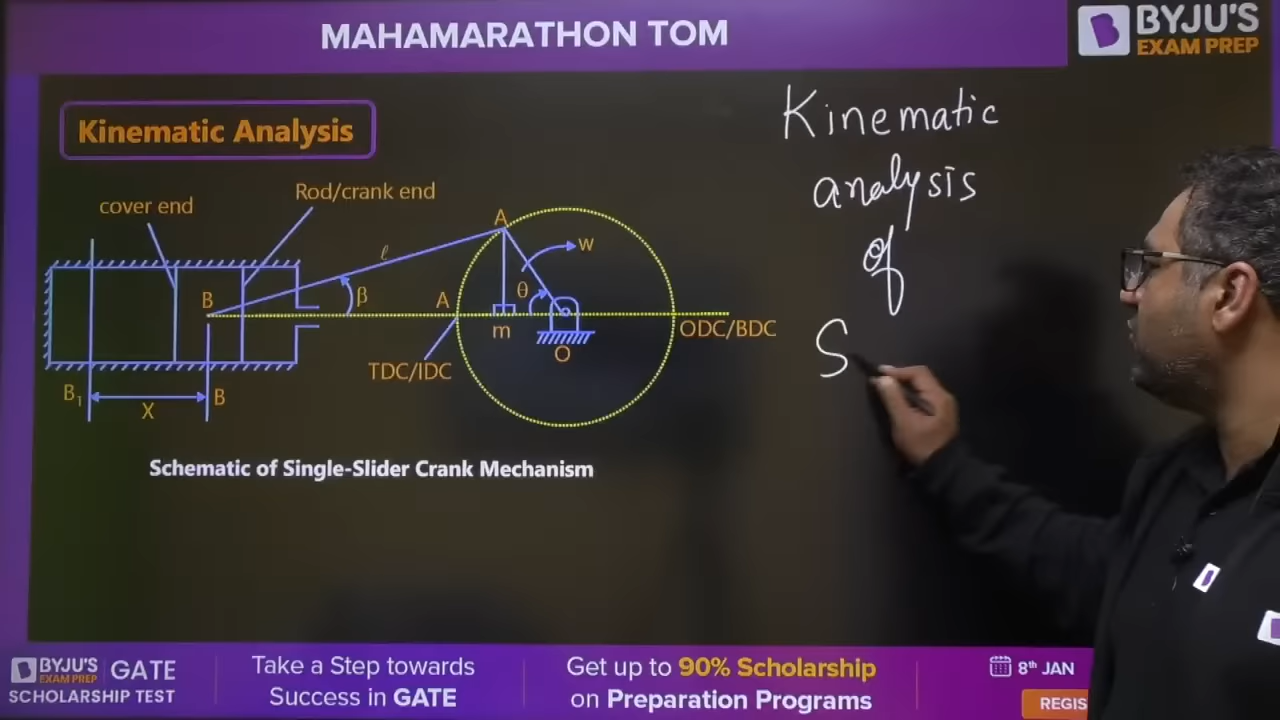 MAHAMARATHON TOM
BYJU'S
EXAM PREP
Kinematic Analysis
Kinematic
analysis
of
S
cover end
Rod/crank end
A
ℓ
w
B
β
A
θ
m
O
ODC/BDC
TDC/IDC
B₁
X
B
Schematic of Single-Slider Crank Mechanism
BYJU'S
EXAM PREP
GATE
SCHOLARSHIP TEST
Take a Step towards
Success in GATE
Get up to 90% Scholarship
on Preparation Programs
8th JAN
REGIS